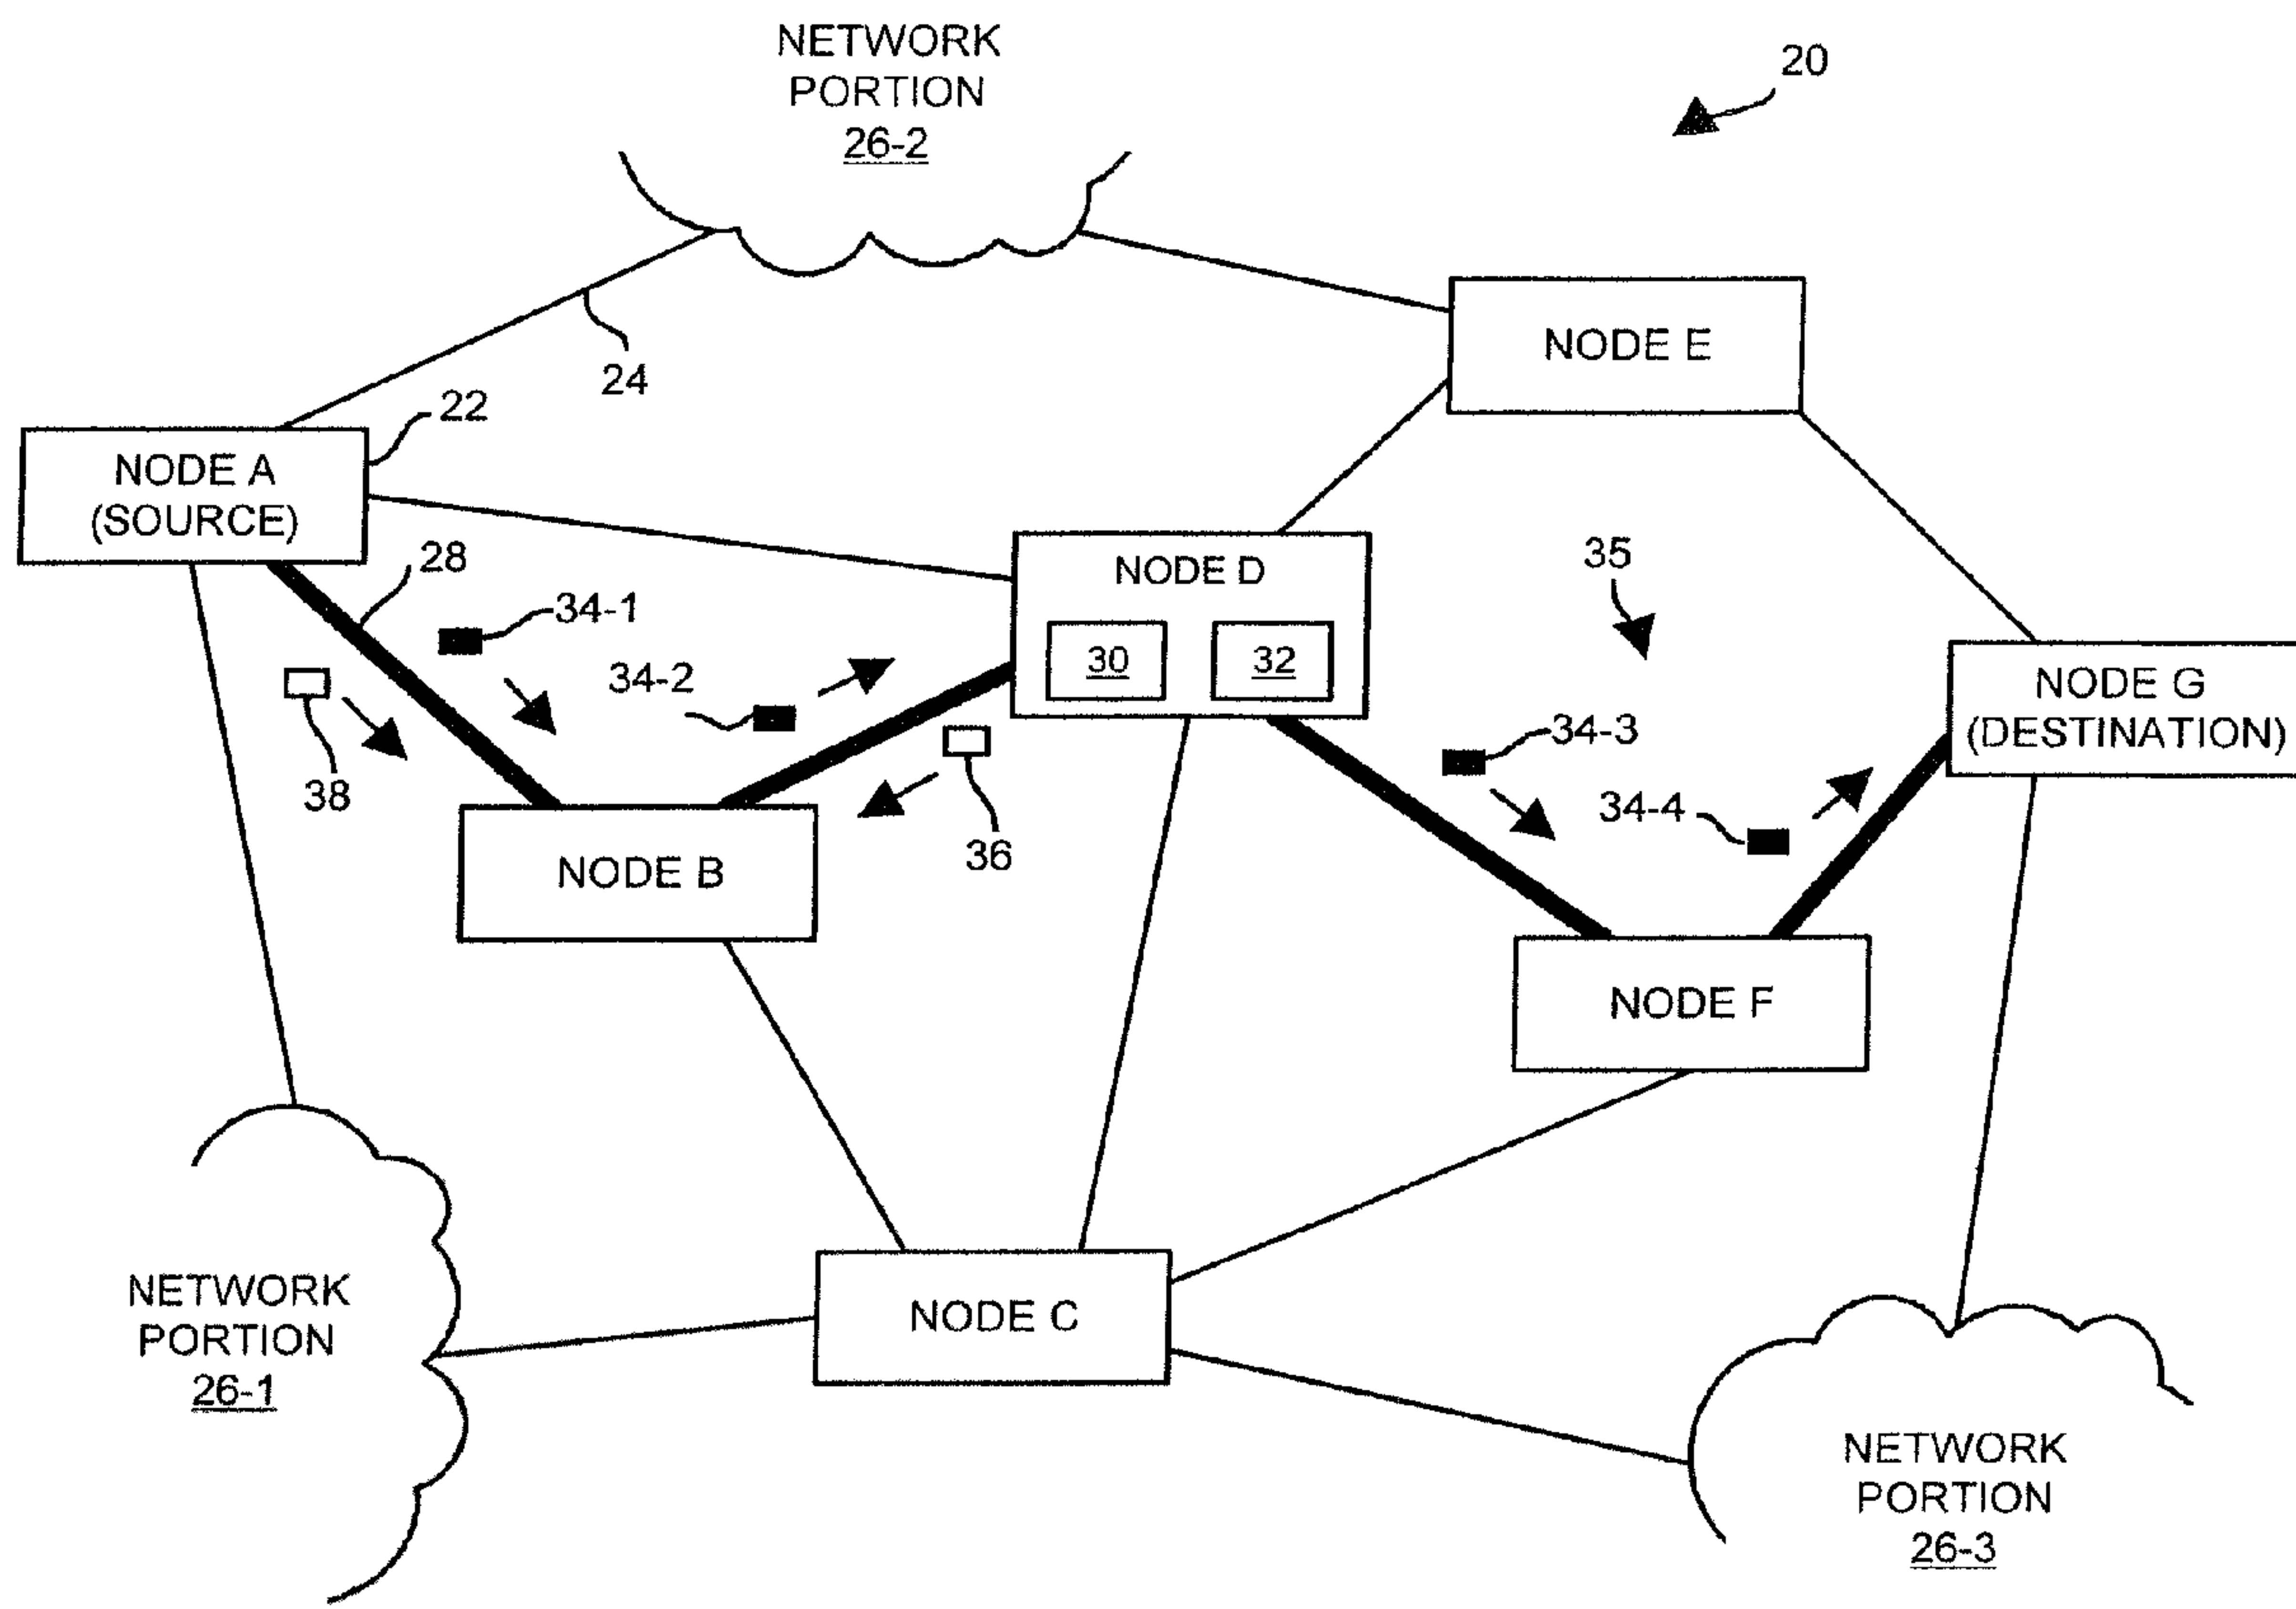 NETWORK
PORTION
26-2
20
24
22
NODE E
NODE A
(SOURCE)
28
34-1
NODE D
30
32
35
34-2
NODE G
(DESTINATION)
38
34-3
34-4
36
NODE B
NODE F
NETWORK
PORTION
26-1
NODE C
NETWORK
PORTION
26-3